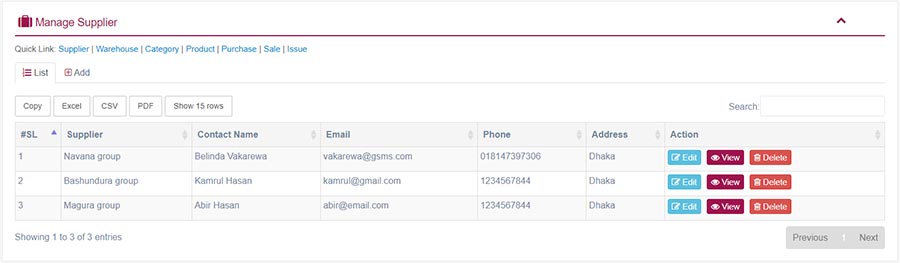 Manage Supplier
Quick Link: Supplier | Warehouse | Category | Product | Purchase | Sale | Issue
List Add
Copy Excel CSV PDF Show 15 rows Search:
#SL Supplier Contact Name Email Phone Address Action
1 Navana group Belinda Vakarewa vakarewa@gsms.com 018147397306 Dhaka Edit View Delete
2 Bashundura group Kamrul Hasan kamrul@gmail.com 1234567844 Dhaka Edit View Delete
3 Magura group Abir Hasan abir@email.com 1234567844 Dhaka Edit View Delete
Showing 1 to 3 of 3 entries Previous 1 Next